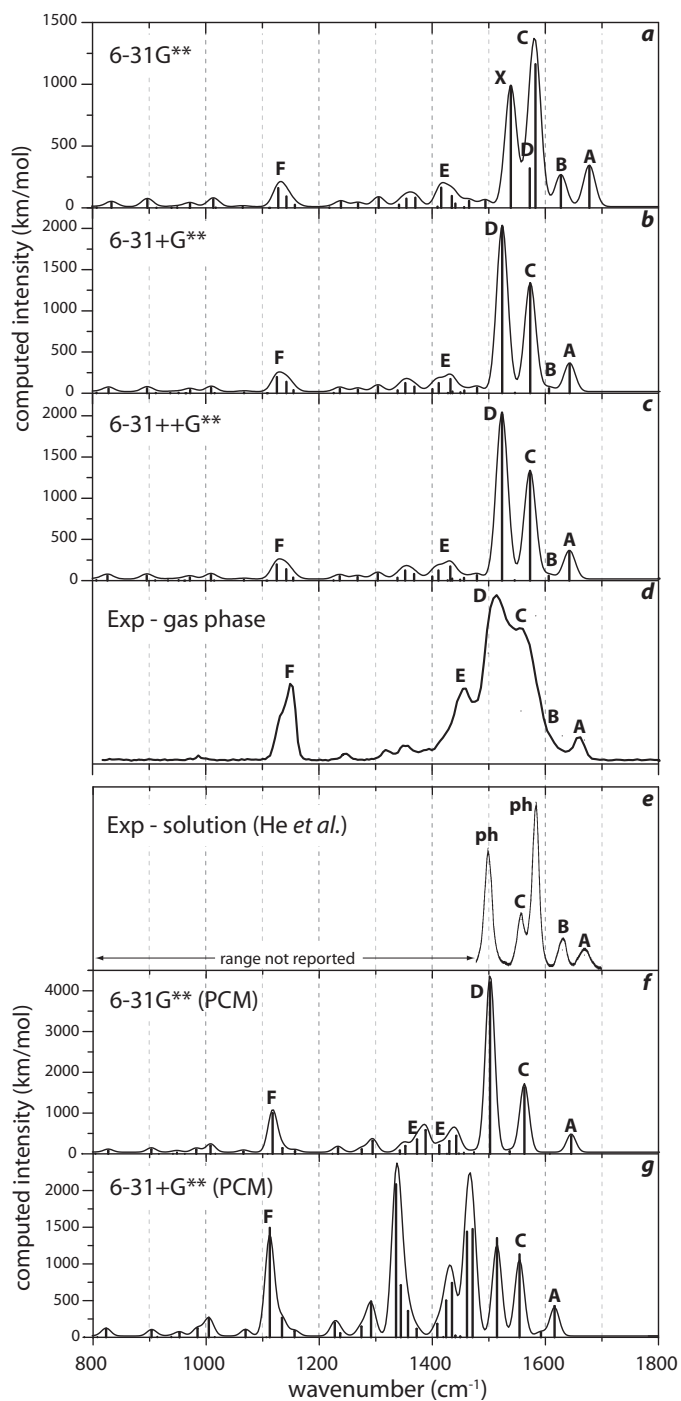 1500
a
6-31G**
C
X
1000
500
D
B
A
F
E
0
b
2000
6-31+G**
D
1500
C
1000
500
F
E
B
A
0
c
2000
6-31++G**
D
1500
C
1000
500
F
E
B
A
0
d
Exp - gas phase
D
C
F
E
B
A
e
Exp - solution (He et al.)
ph
ph
C
B
A
range not reported
f
4000
6-31G** (PCM)
D
3000
2000
C
1000
F
E
E
A
0
g
2000
6-31+G** (PCM)
1500
F
C
1000
A
500
0
computed intensity (km/mol)
computed intensity (km/mol)
800 1000 1200 1400 1600 1800
wavenumber (cm⁻¹)